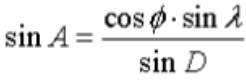 sin A = cos ϕ · sin λ / sin D